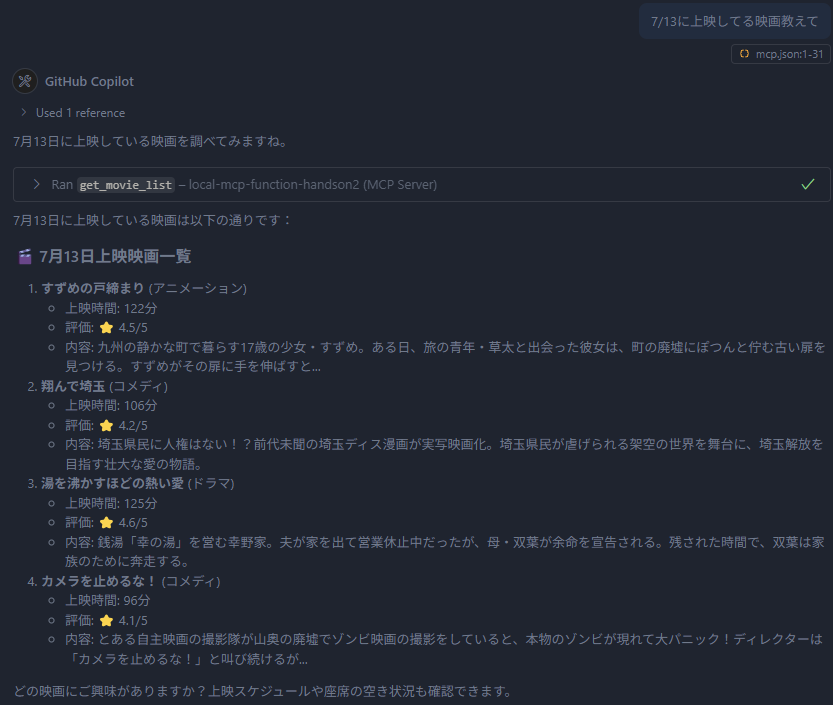 7/13に上映してる映画教えて
mcp.json:1-31
GitHub Copilot
Used 1 reference
7月13日に上映している映画を調べてみますね。
Ran get_movie_list – local-mcp-function-handson2 (MCP Server)
7月13日に上映している映画は以下の通りです：
🎬 7月13日上映映画一覧
1. すずめの戸締まり (アニメーション)
上映時間: 122分
評価: ⭐ 4.5/5
内容: 九州の静かな町で暮らす17歳の少女・すずめ。ある日、旅の青年・草太と出会った彼女は、町の廃墟にぽつんと佇む古い扉を
見つける。すずめがその扉に手を伸ばすと...
2. 翔んで埼玉 (コメディ)
上映時間: 106分
評価: ⭐ 4.2/5
内容: 埼玉県民に人権はない！？前代未聞の埼玉ディス漫画が実写映画化。埼玉県民が虐げられる架空の世界を舞台に、埼玉解放を
目指す壮大な愛の物語。
3. 湯を沸かすほどの熱い愛 (ドラマ)
上映時間: 125分
評価: ⭐ 4.6/5
内容: 銭湯「幸の湯」を営む幸野家。夫が家を出て営業休止中だったが、母・双葉が余命を宣告される。残された時間で、双葉は家
族のために奔走する。
4. カメラを止めるな！ (コメディ)
上映時間: 96分
評価: ⭐ 4.1/5
内容: とある自主映画の撮影隊が山奥の廃墟でゾンビ映画の撮影をしていると、本物のゾンビが現れて大パニック！ディレクターは
「カメラを止めるな！」と叫び続けるが...
どの映画にご興味がありますか？上映スケジュールや座席の空き状況も確認できます。